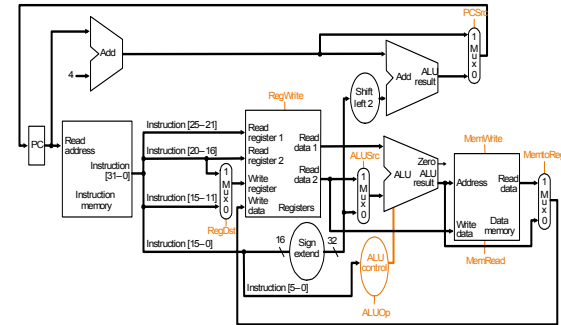 PCSrc
1
M
u
x
0
Add
4
Add
ALU
result
Shift
left 2
RegWrite
PC
Read
address
Instruction
[31–0]
Instruction
memory
Instruction [25–21]
Instruction [20–16]
Instruction [15–11]
Instruction [15–0]
Instruction [5–0]
1
M
u
x
0
RegDst
Read
register 1
Read
register 2
Write
register
Write
data
Read
data 1
Read
data 2
Registers
16
Sign
extend
32
ALUSrc
1
M
u
x
0
Zero
ALU
ALU
result
ALU
control
ALUOp
MemWrite
Address
Read
data
Write
data
Data
memory
MemRead
MemtoReg
1
M
u
x
0